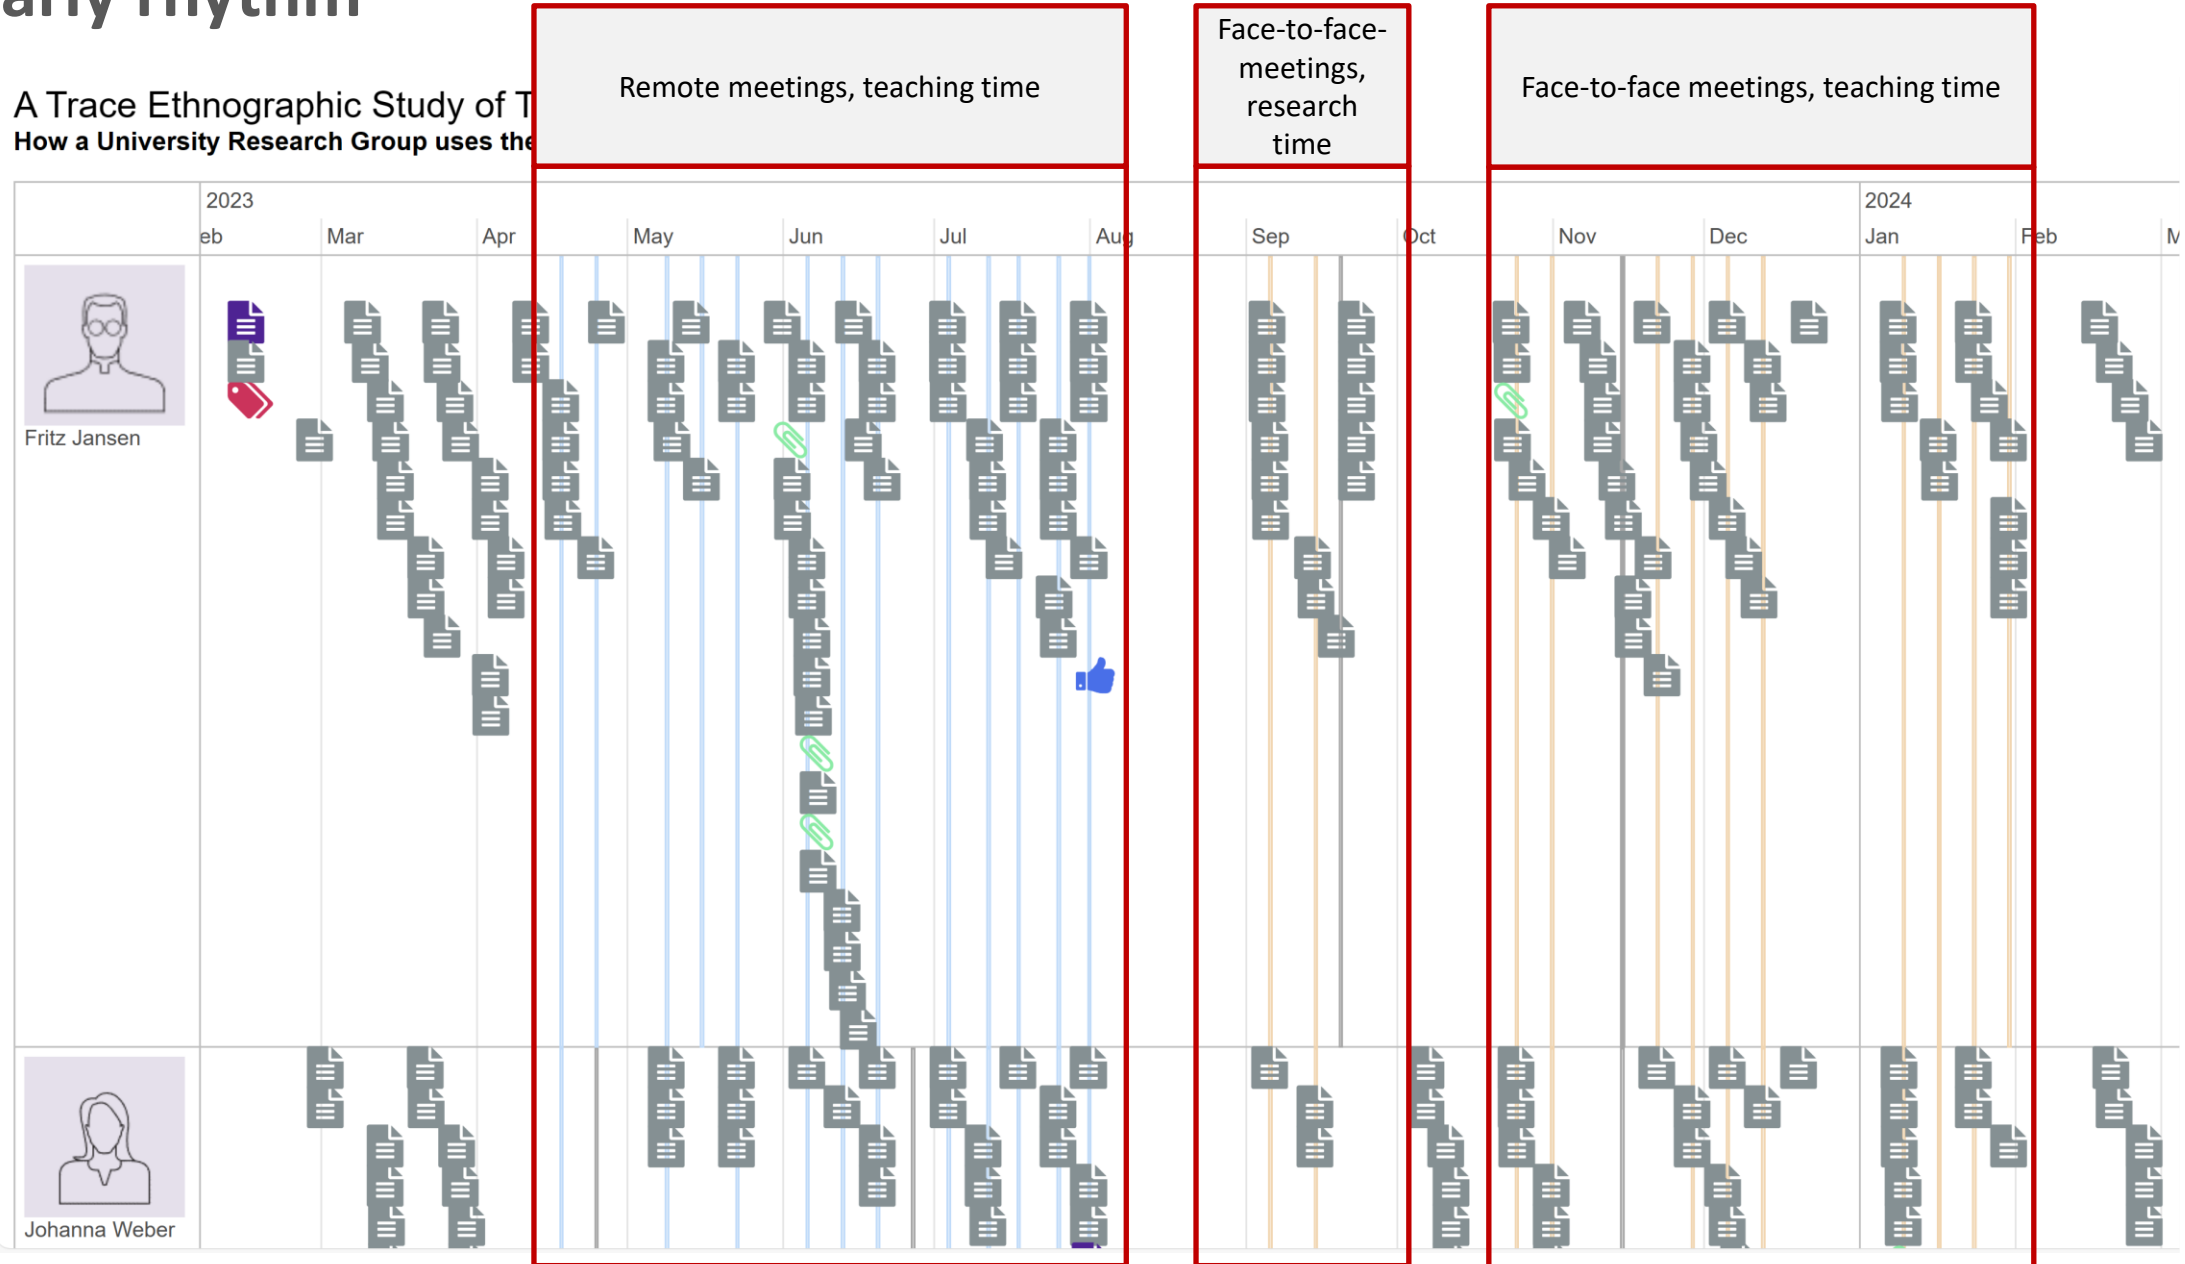 arly rhythm
Remote meetings, teaching time
Face-to-face-
meetings,
research
time
Face-to-face meetings, teaching time
A Trace Ethnographic Study of T
How a University Research Group uses the
2023
2024
eb
Mar
Apr
May
Jun
Jul
Aug
Sep
Oct
Nov
Dec
Jan
Feb
M
Fritz Jansen
Johanna Weber